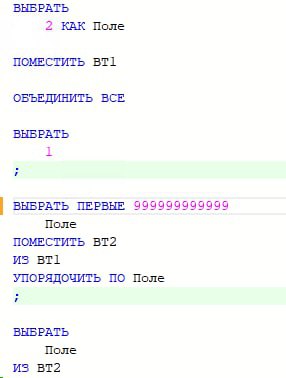 ВЫБРАТЬ
2 КАК Поле
ПОМЕСТИТЬ ВТ1
ОБЪЕДИНИТЬ ВСЕ
ВЫБРАТЬ
1
;
ВЫБРАТЬ ПЕРВЫЕ 999999999999
Поле
ПОМЕСТИТЬ ВТ2
ИЗ ВТ1
УПОРЯДОЧИТЬ ПО Поле
;
ВЫБРАТЬ
Поле
ИЗ ВТ2